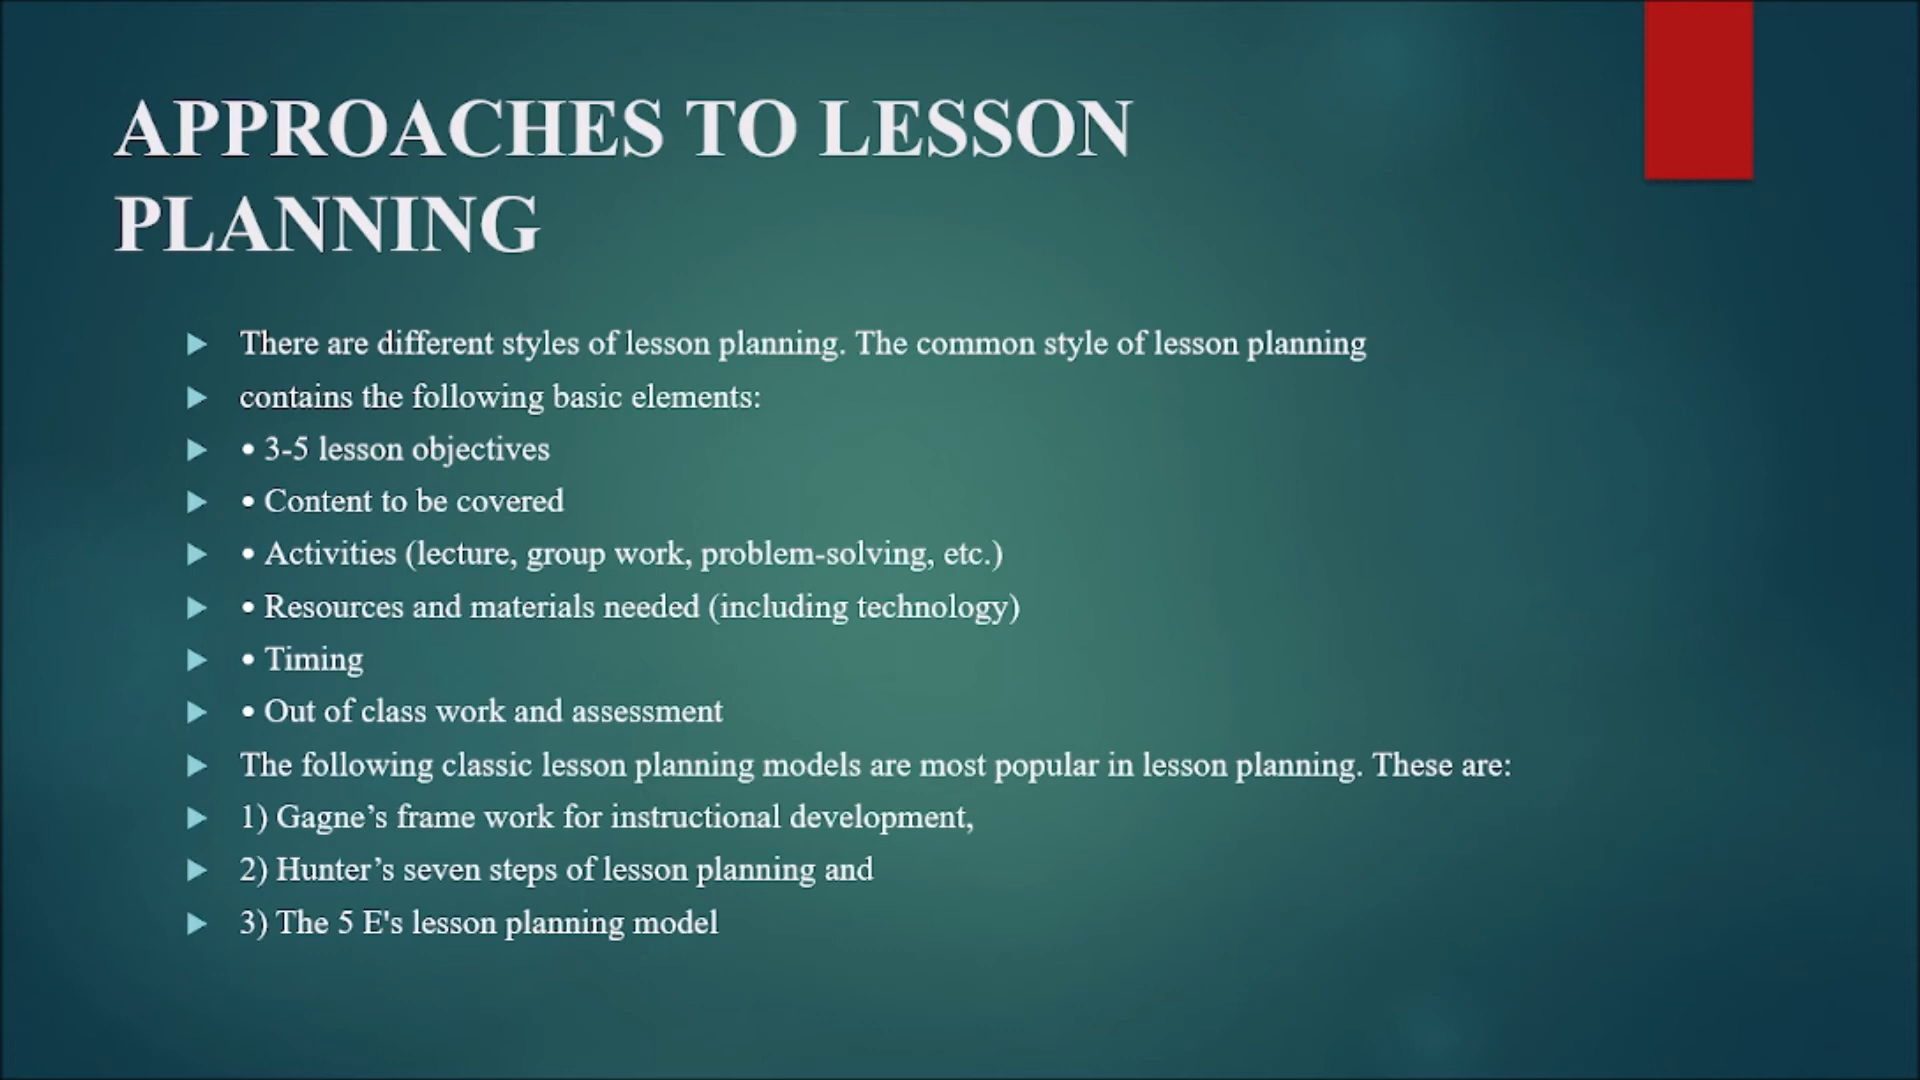 APPROACHES TO LESSON
PLANNING
There are different styles of lesson planning. The common style of lesson planning
contains the following basic elements:
• 3-5 lesson objectives
• Content to be covered
• Activities (lecture, group work, problem-solving, etc.)
• Resources and materials needed (including technology)
• Timing
• Out of class work and assessment
The following classic lesson planning models are most popular in lesson planning. These are:
1) Gagne’s frame work for instructional development,
2) Hunter’s seven steps of lesson planning and
3) The 5 E's lesson planning model